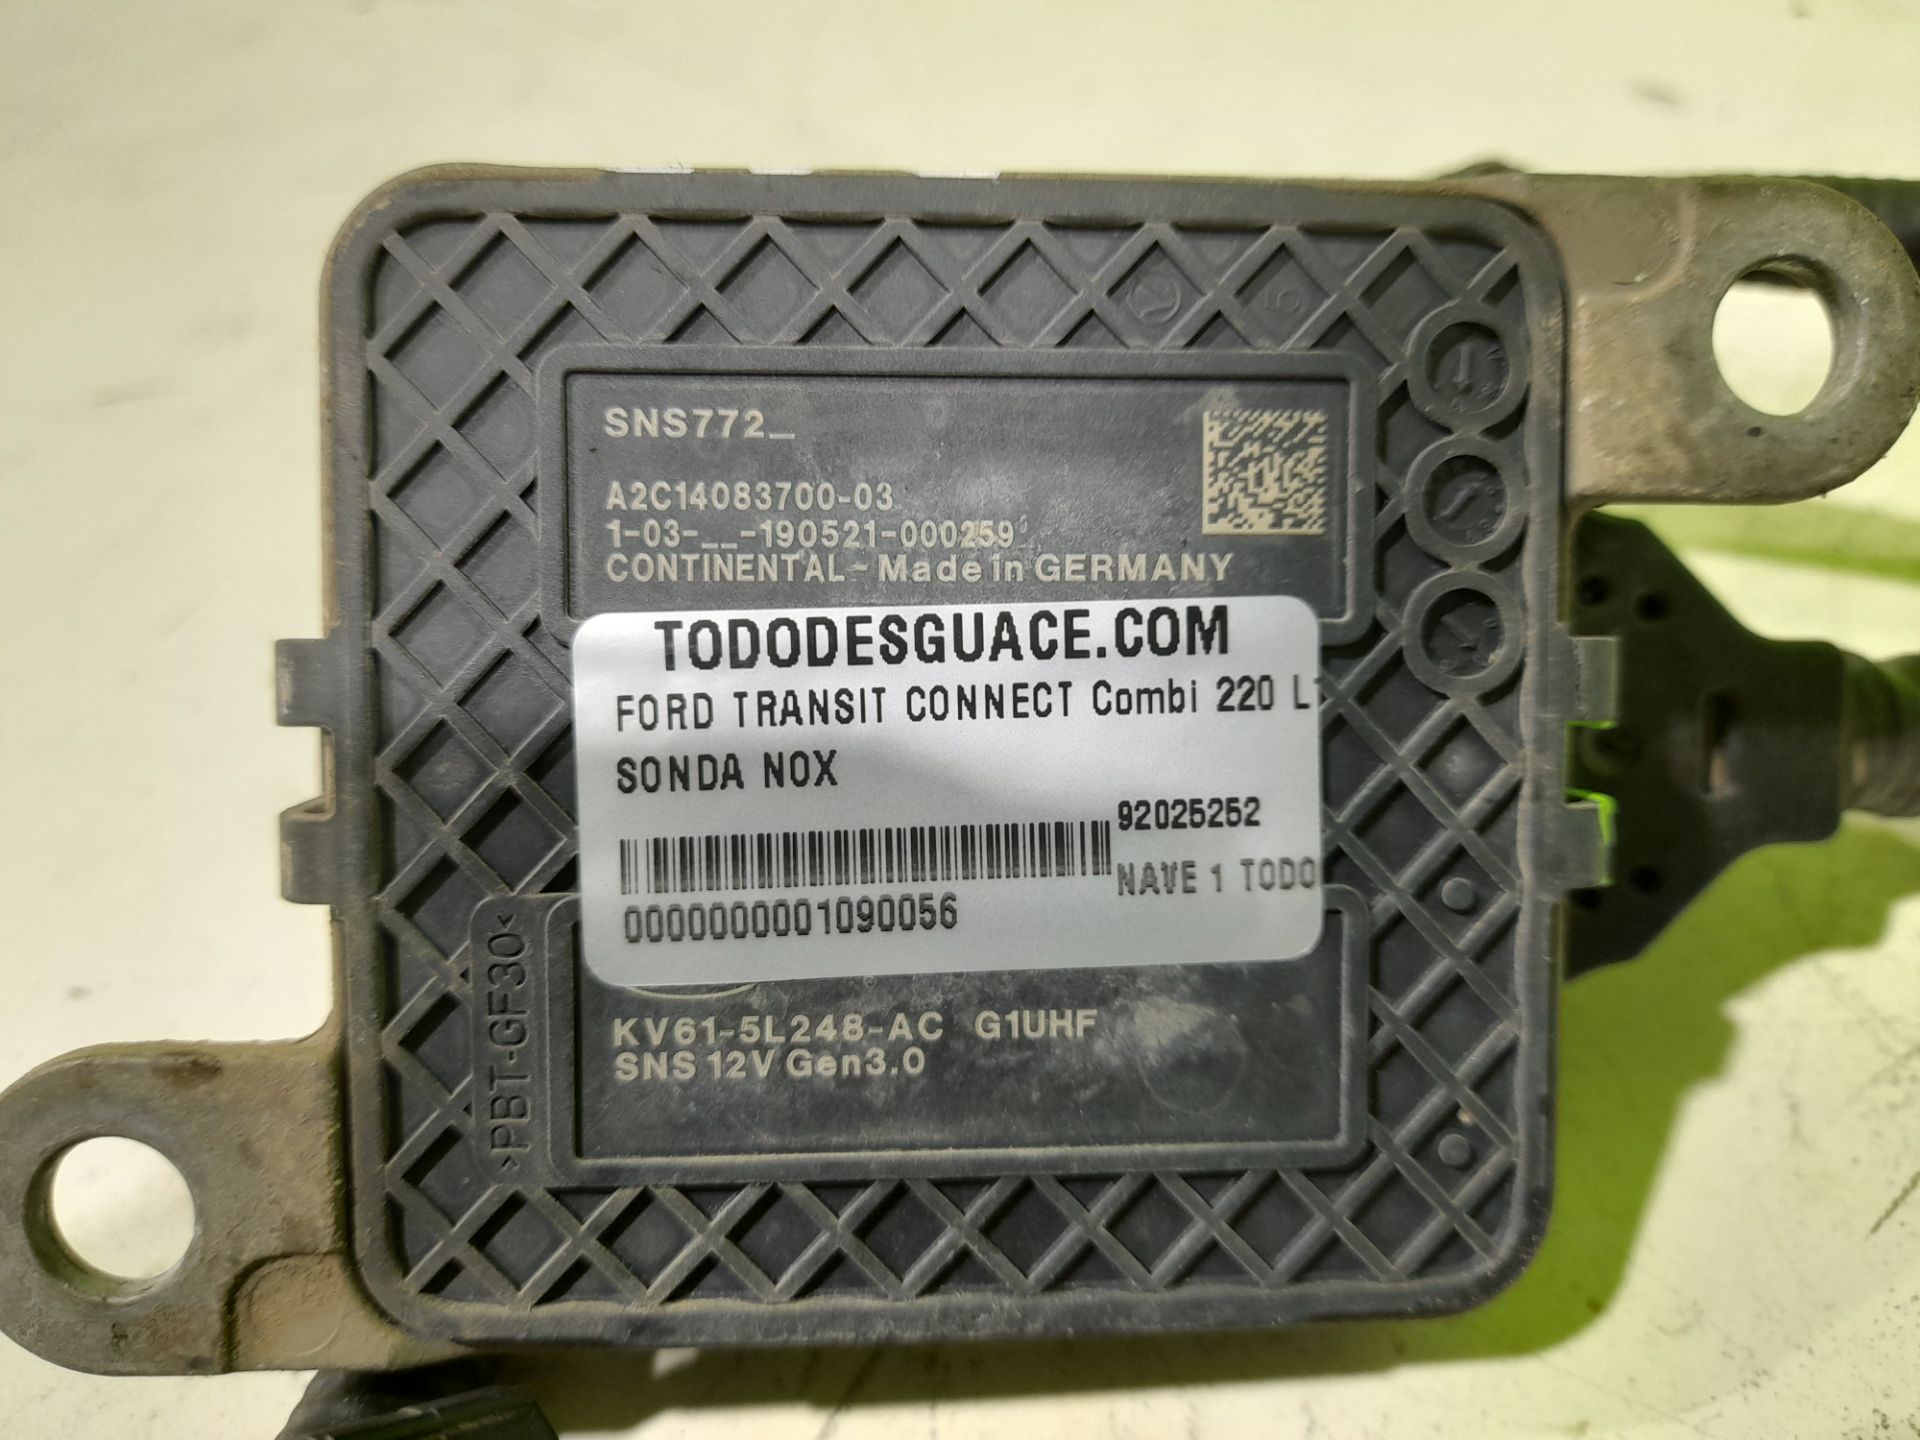 SNS772_
A2C14083700-03
1-03-__-190521-000259
CONTINENTAL - Made in GERMANY
TODODESGUACE.COM
FORD TRANSIT CONNECT Combi 220 L
SONDA NOX
92025252
NAVE 1 TODO
0000000001090056
>PBT-GF30<
KV61-5L248-AC G1UHF
SNS 12V Gen3.0